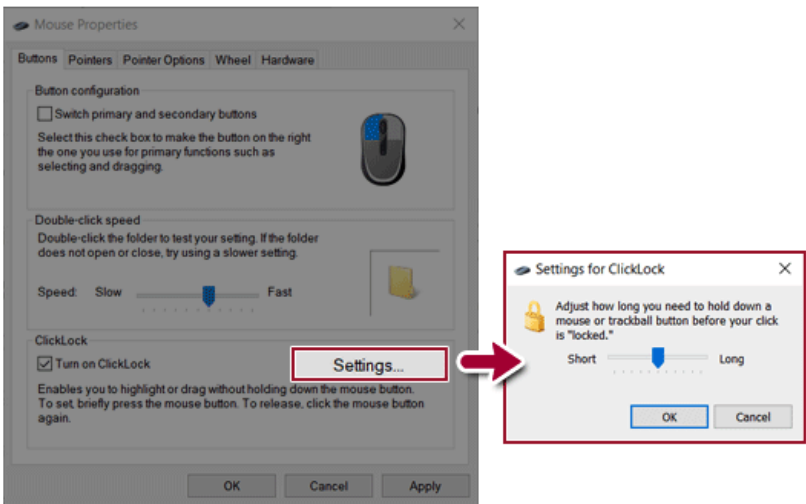 Mouse Properties
Buttons Pointers Pointer Options Wheel Hardware
Button configuration
Switch primary and secondary buttons
Select this check box to make the button on the right
the one you use for primary functions such as
selecting and dragging.
Double-click speed
Double-click the folder to test your setting. If the folder
does not open or close, try using a slower setting.
Speed: Slow Fast
ClickLock
Turn on ClickLock
Settings...
Enables you to highlight or drag without holding down the mouse button.
To set, briefly press the mouse button. To release, click the mouse button
again.
OK Cancel Apply
Settings for ClickLock
Adjust how long you need to hold down a
mouse or trackball button before your click
is "locked."
Short Long
OK Cancel